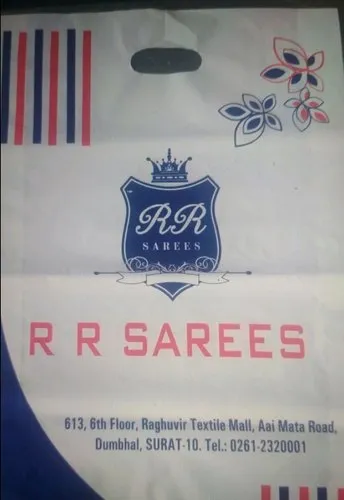 RR
SAREES
R R SAREES
613, 6th Floor, Raghuvir Textile Mall, Aai Mata Road,
Dumbhal, SURAT-10. Tel.: 0261-2320001